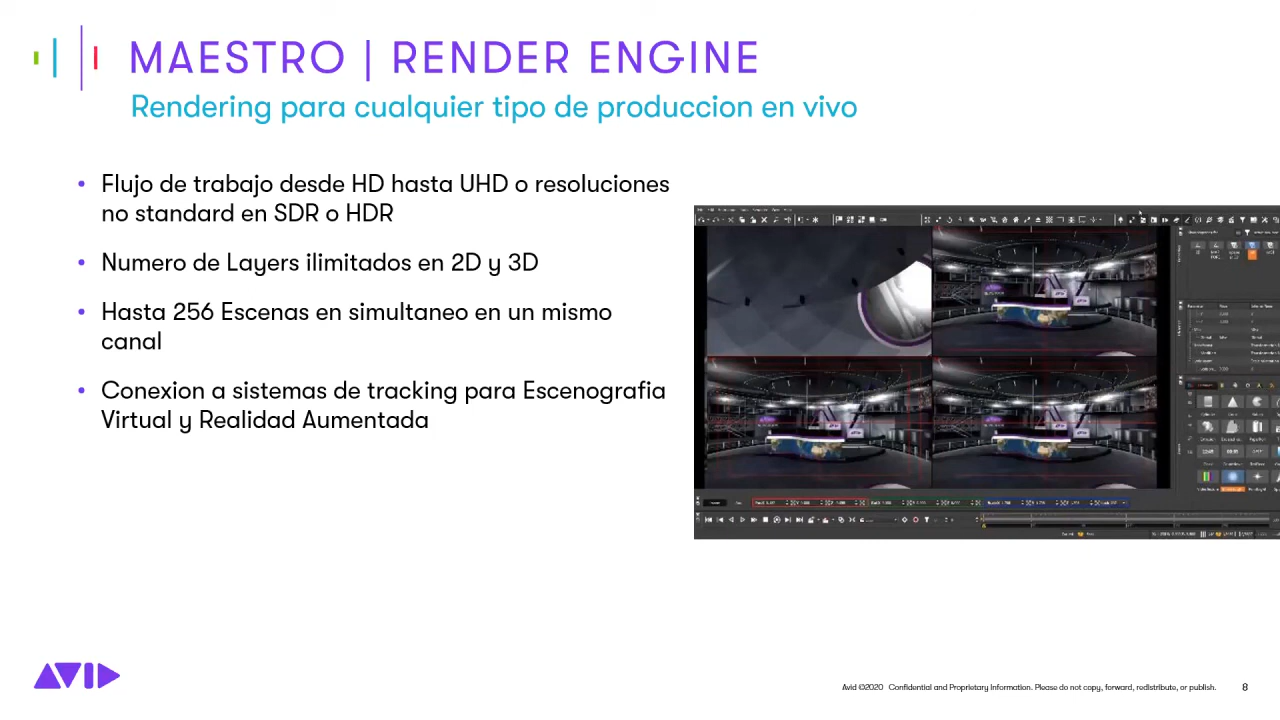 MAESTRO | RENDER ENGINE
Rendering para cualquier tipo de produccion en vivo
• Flujo de trabajo desde HD hasta UHD o resoluciones
no standard en SDR o HDR
• Numero de Layers ilimitados en 2D y 3D
• Hasta 256 Escenas en simultaneo en un mismo
canal
• Conexion a sistemas de tracking para Escenografia
Virtual y Realidad Aumentada
AVID
Avid ©2020 Confidential and Proprietary Information. Please do not copy, forward, redistribute, or publish.
8